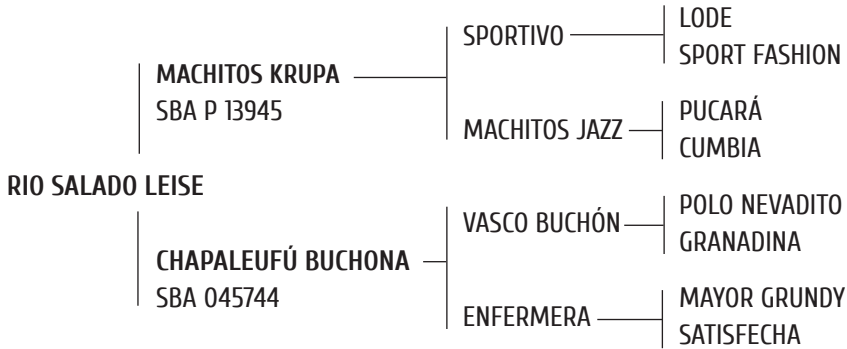 LODE
SPORTIVO
SPORT FASHION
MACHITOS KRUPA
SBA P 13945
PUCARÁ
MACHITOS JAZZ
CUMBIA
RIO SALADO LEISE
POLO NEVADITO
VASCO BUCHÓN
GRANADINA
CHAPALEUFÚ BUCHONA
SBA 045744
MAYOR GRUNDY
ENFERMERA
SATISFECHA